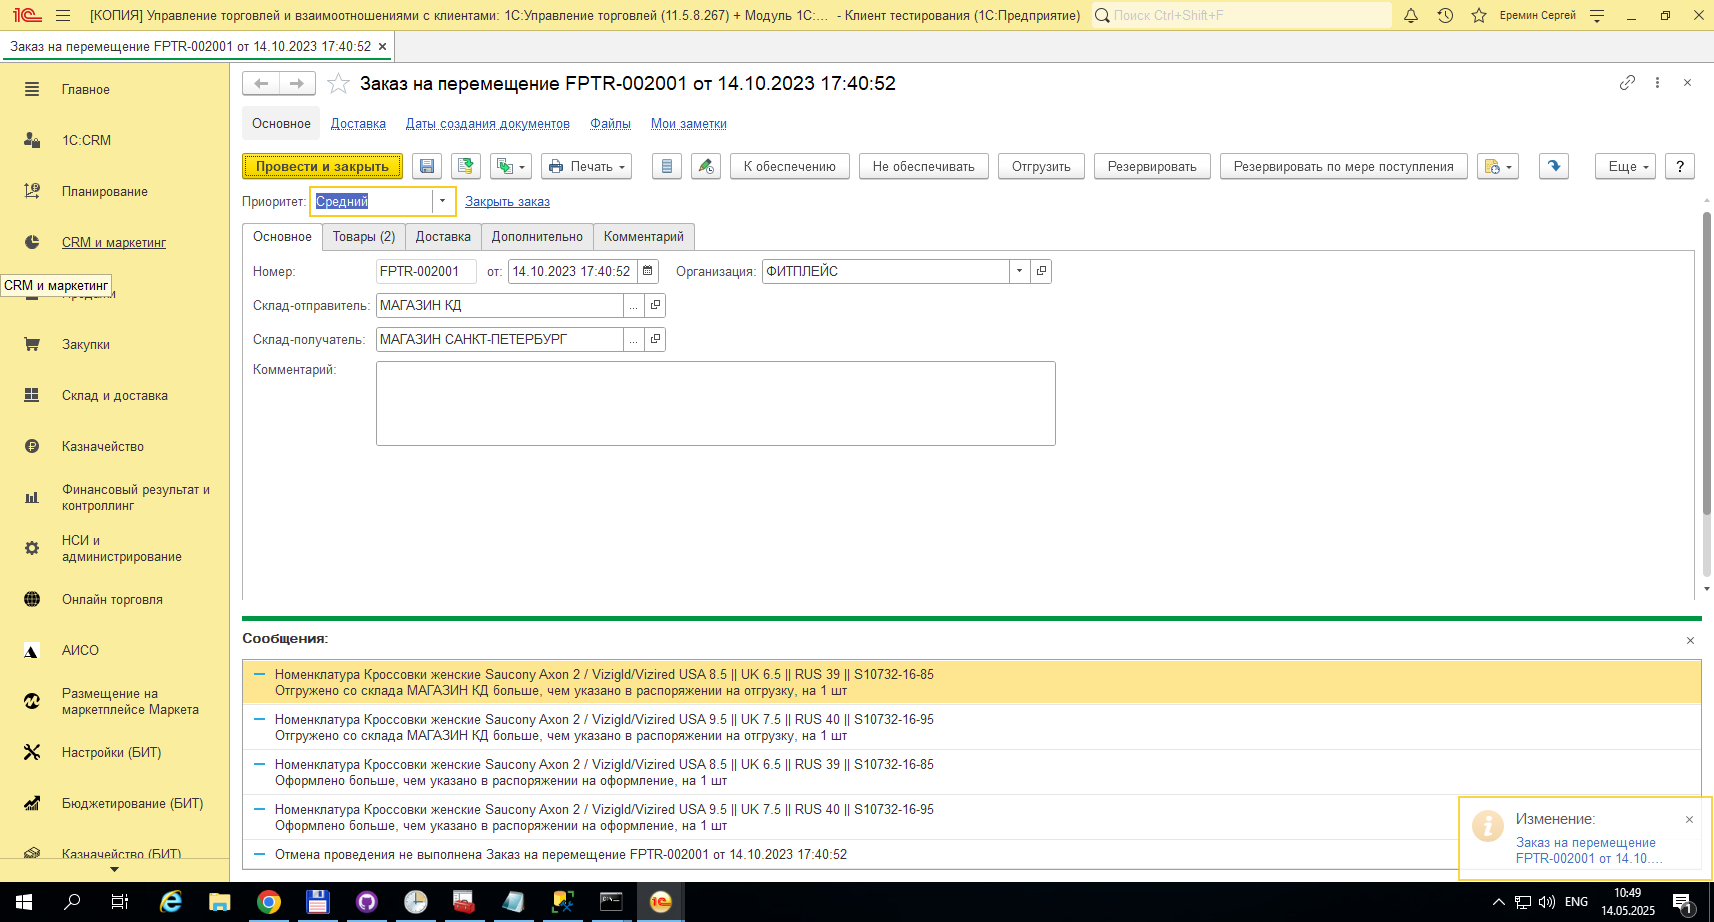 [КОПИЯ] Управление торговлей и взаимоотношениями с клиентами: 1С:Управление торговлей (11.5.8.267) + Модуль 1С:... - Клиент тестирования (1С:Предприятие)
Поиск Ctrl+Shift+F
Еремин Сергей
Заказ на перемещение FPTR-002001 от 14.10.2023 17:40:52
Главное
1С:CRM
Планирование
CRM и маркетинг
CRM и маркетинг
Закупки
Склад и доставка
Казначейство
Финансовый результат и
контроллинг
НСИ и
администрирование
Онлайн торговля
АИСО
Размещение на
маркетплейсе Маркета
Настройки (БИТ)
Бюджетирование (БИТ)
Казначейство (БИТ)
Заказ на перемещение FPTR-002001 от 14.10.2023 17:40:52
Основное Доставка Даты создания документов Файлы Мои заметки
Провести и закрыть Печать К обеспечению Не обеспечивать Отгрузить Резервировать Резервировать по мере поступления Еще ?
Приоритет: Средний Закрыть заказ
Основное Товары (2) Доставка Дополнительно Комментарий
Номер: FPTR-002001 от: 14.10.2023 17:40:52 Организация: ФИТПЛЕЙС
Склад-отправитель: МАГАЗИН КД ...
Склад-получатель: МАГАЗИН САНКТ-ПЕТЕРБУРГ ...
Комментарий:
Сообщения:
Номенклатура Кроссовки женские Saucony Axon 2 / Vizigld/Vizired USA 8.5 || UK 6.5 || RUS 39 || S10732-16-85
Отгружено со склада МАГАЗИН КД больше, чем указано в распоряжении на отгрузку, на 1 шт
Номенклатура Кроссовки женские Saucony Axon 2 / Vizigld/Vizired USA 9.5 || UK 7.5 || RUS 40 || S10732-16-95
Отгружено со склада МАГАЗИН КД больше, чем указано в распоряжении на отгрузку, на 1 шт
Номенклатура Кроссовки женские Saucony Axon 2 / Vizigld/Vizired USA 8.5 || UK 6.5 || RUS 39 || S10732-16-85
Оформлено больше, чем указано в распоряжении на оформление, на 1 шт
Номенклатура Кроссовки женские Saucony Axon 2 / Vizigld/Vizired USA 9.5 || UK 7.5 || RUS 40 || S10732-16-95
Оформлено больше, чем указано в распоряжении на оформление, на 1 шт
Отмена проведения не выполнена Заказ на перемещение FPTR-002001 от 14.10.2023 17:40:52
Изменение:
Заказ на перемещение
FPTR-002001 от 14.10....
ENG
10:49
14.05.2025
1